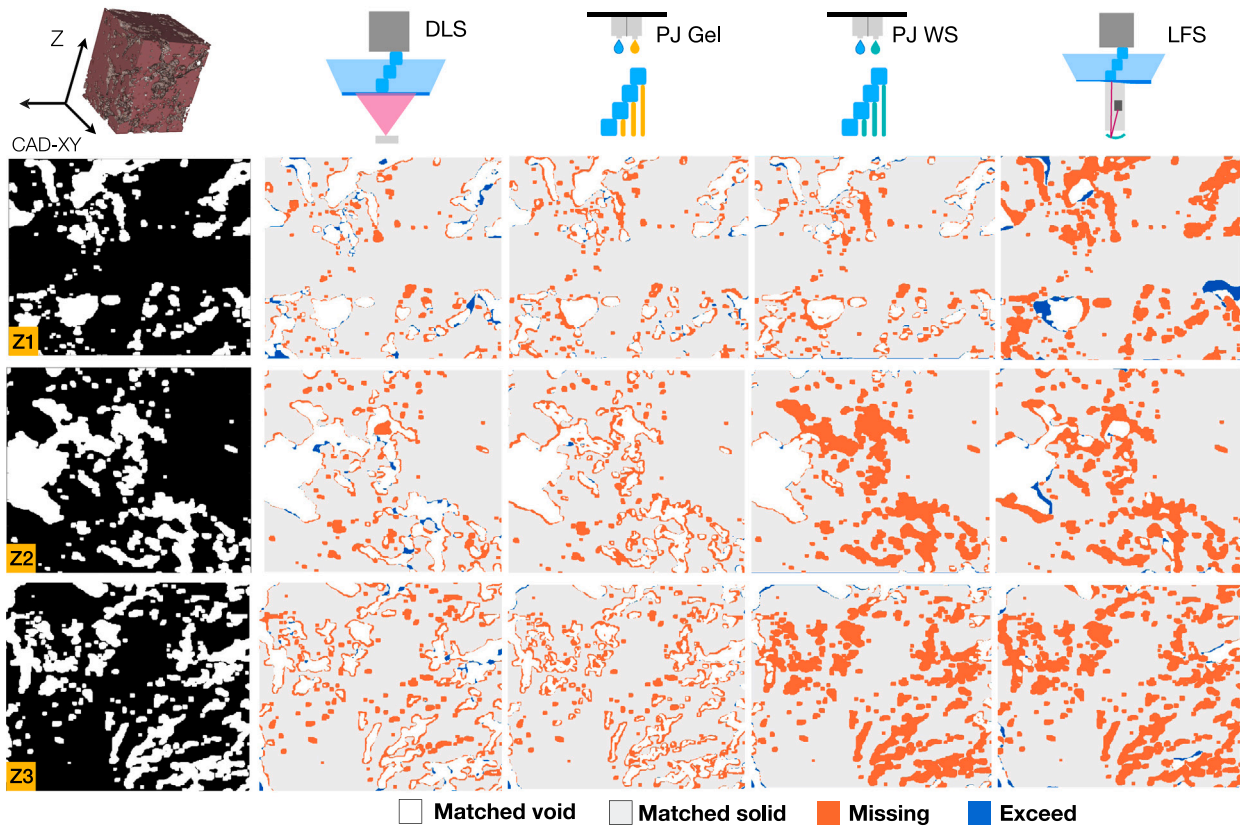 Z
DLS
PJ Gel
PJ WS
LFS
CAD-XY
Z1
Z2
Z3
Matched void
Matched solid
Missing
Exceed